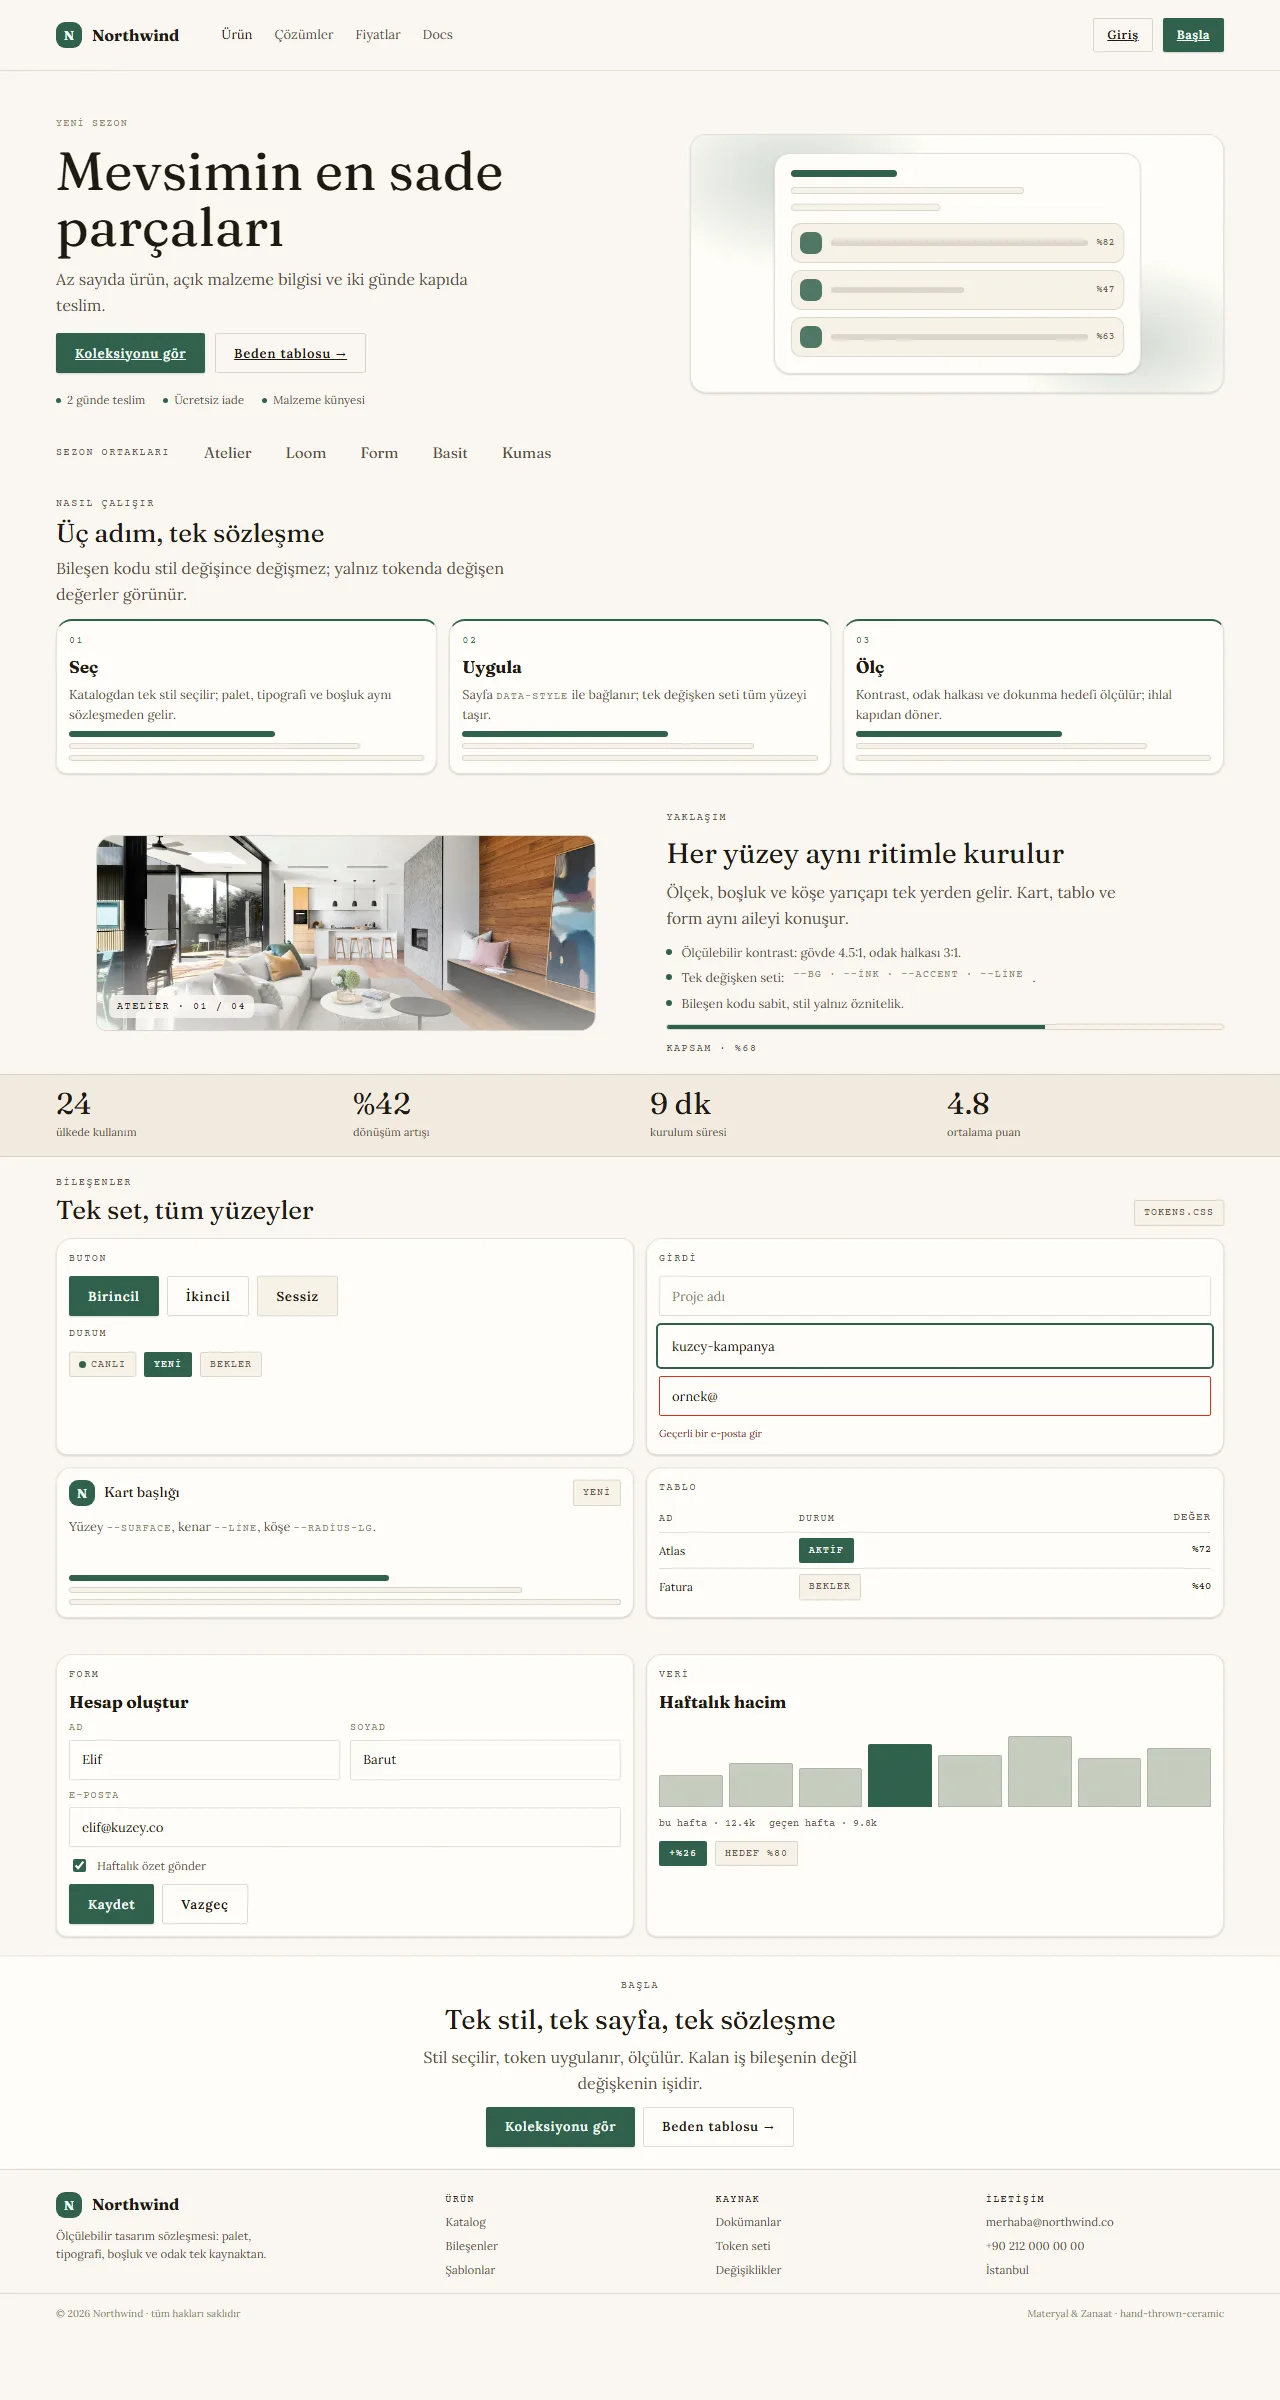 N Northwind Ürün Çözümler Fiyatlar Docs Giriş Başla
YENİ SEZON
Mevsimin en sade
parçaları
Az sayıda ürün, açık malzeme bilgisi ve iki günde kapıda
teslim.
Koleksiyonu gör Beden tablosu →
2 günde teslim Ücretsiz iade Malzeme künyesi
%82
%47
%63
SEZON ORTAKLARI Atelier Loom Form Basit Kumas
NASIL ÇALIŞIR
Üç adım, tek sözleşme
Bileşen kodu stil değişince değişmez; yalnız tokenda değişen
değerler görünür.
01
Seç
Katalogdan tek stil seçilir; palet, tipografi ve boşluk aynı
sözleşmeden gelir.
02
Uygula
Sayfa DATA-STYLE ile bağlanır; tek değişken seti tüm yüzeyi
taşır.
03
Ölç
Kontrast, odak halkası ve dokunma hedefi ölçülür; ihlal
kapıdan döner.
ATELİER · 01 / 04
YAKLAŞIM
Her yüzey aynı ritimle kurulur
Ölçek, boşluk ve köşe yarıçapı tek yerden gelir. Kart, tablo ve
form aynı aileyi konuşur.
Ölçülebilir kontrast: gövde 4.5:1, odak halkası 3:1.
Tek değişken seti: --BG · --İNK · --ACCENT · --LİNE .
Bileşen kodu sabit, stil yalnız öznitelik.
KAPSAM · %68
24
ülkede kullanım
%42
dönüşüm artışı
9 dk
kurulum süresi
4.8
ortalama puan
BİLEŞENLER
Tek set, tüm yüzeyler
TOKENS.CSS
BUTON
Birincil İkincil Sessiz
DURUM
CANLI YENİ BEKLER
GİRDİ
Proje adı
kuzey-kampanya
ornek@
Geçerli bir e-posta gir
N Kart başlığı YENİ
Yüzey --SURFACE, kenar --LİNE, köşe --RADIUS-LG.
TABLO
AD DURUM DEĞER
Atlas AKTİF %72
Fatura BEKLER %40
FORM
Hesap oluştur
AD SOYAD
Elif Barut
E-POSTA
elif@kuzey.co
Haftalık özet gönder
Kaydet Vazgeç
VERİ
Haftalık hacim
bu hafta · 12.4k geçen hafta · 9.8k
+%26 HEDEF %80
BAŞLA
Tek stil, tek sayfa, tek sözleşme
Stil seçilir, token uygulanır, ölçülür. Kalan iş bileşenin değil
değişkenin işidir.
Koleksiyonu gör Beden tablosu →
N Northwind
Ölçülebilir tasarım sözleşmesi: palet,
tipografi, boşluk ve odak tek kaynaktan.
ÜRÜN
Katalog
Bileşenler
Şablonlar
KAYNAK
Dokümanlar
Token seti
Değişiklikler
İLETİŞİM
merhaba@northwind.co
+90 212 000 00 00
İstanbul
© 2026 Northwind · tüm hakları saklıdır
Materyal & Zanaat · hand-thrown-ceramic